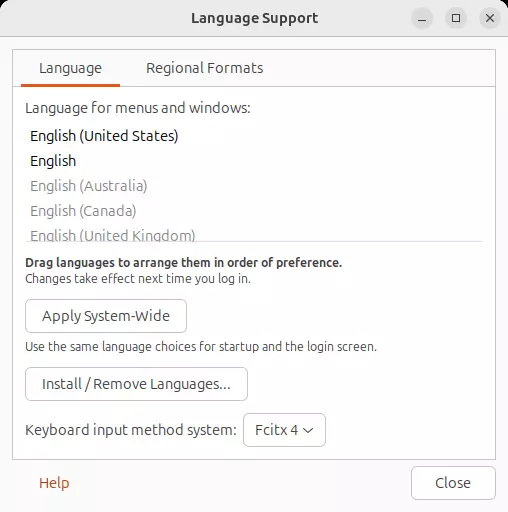 Language Support
Language
Regional Formats
Language for menus and windows:
English (United States)
English
English (Australia)
English (Canada)
English (United Kingdom)
Drag languages to arrange them in order of preference.
Changes take effect next time you log in.
Apply System-Wide
Use the same language choices for startup and the login screen.
Install / Remove Languages...
Keyboard input method system: Fcitx 4
Help
Close